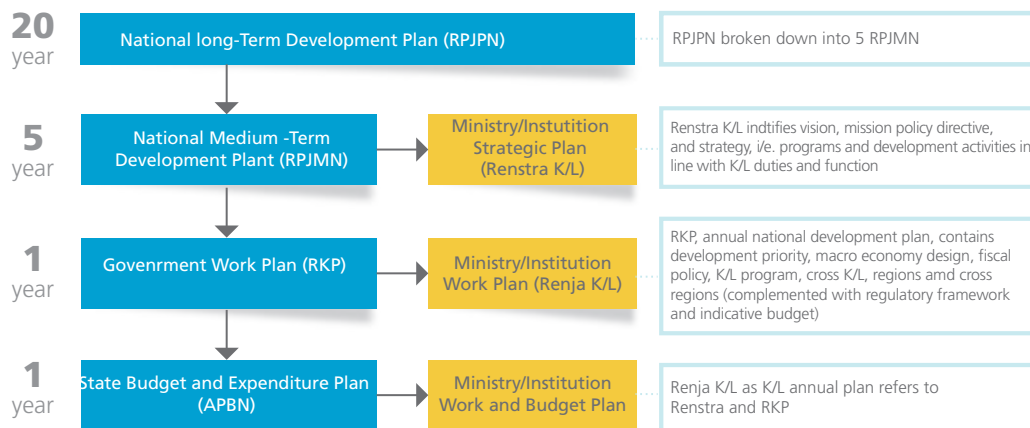 20
year
National long-Term Development Plan (RPJPN)
RPJPN broken down into 5 RPJMN
5
year
National Medium -Term
Development Plant (RPJMN)
Ministry/Instutition
Strategic Plan
(Renstra K/L)
Renstra K/L indtifies vision, mission policy directive,
and strategy, i/e. programs and development activities in
line with K/L duties and function
1
year
Govenrment Work Plan (RKP)
Ministry/Institution
Work Plan (Renja K/L)
RKP, annual national development plan, contains
development priority, macro economy design, fiscal
policy, K/L program, cross K/L, regions amd cross
regions (complemented with regulatory framework
and indicative budget)
1
year
State Budget and Expenditure Plan
(APBN)
Ministry/Institution
Work and Budget Plan
Renja K/L as K/L annual plan refers to
Renstra and RKP